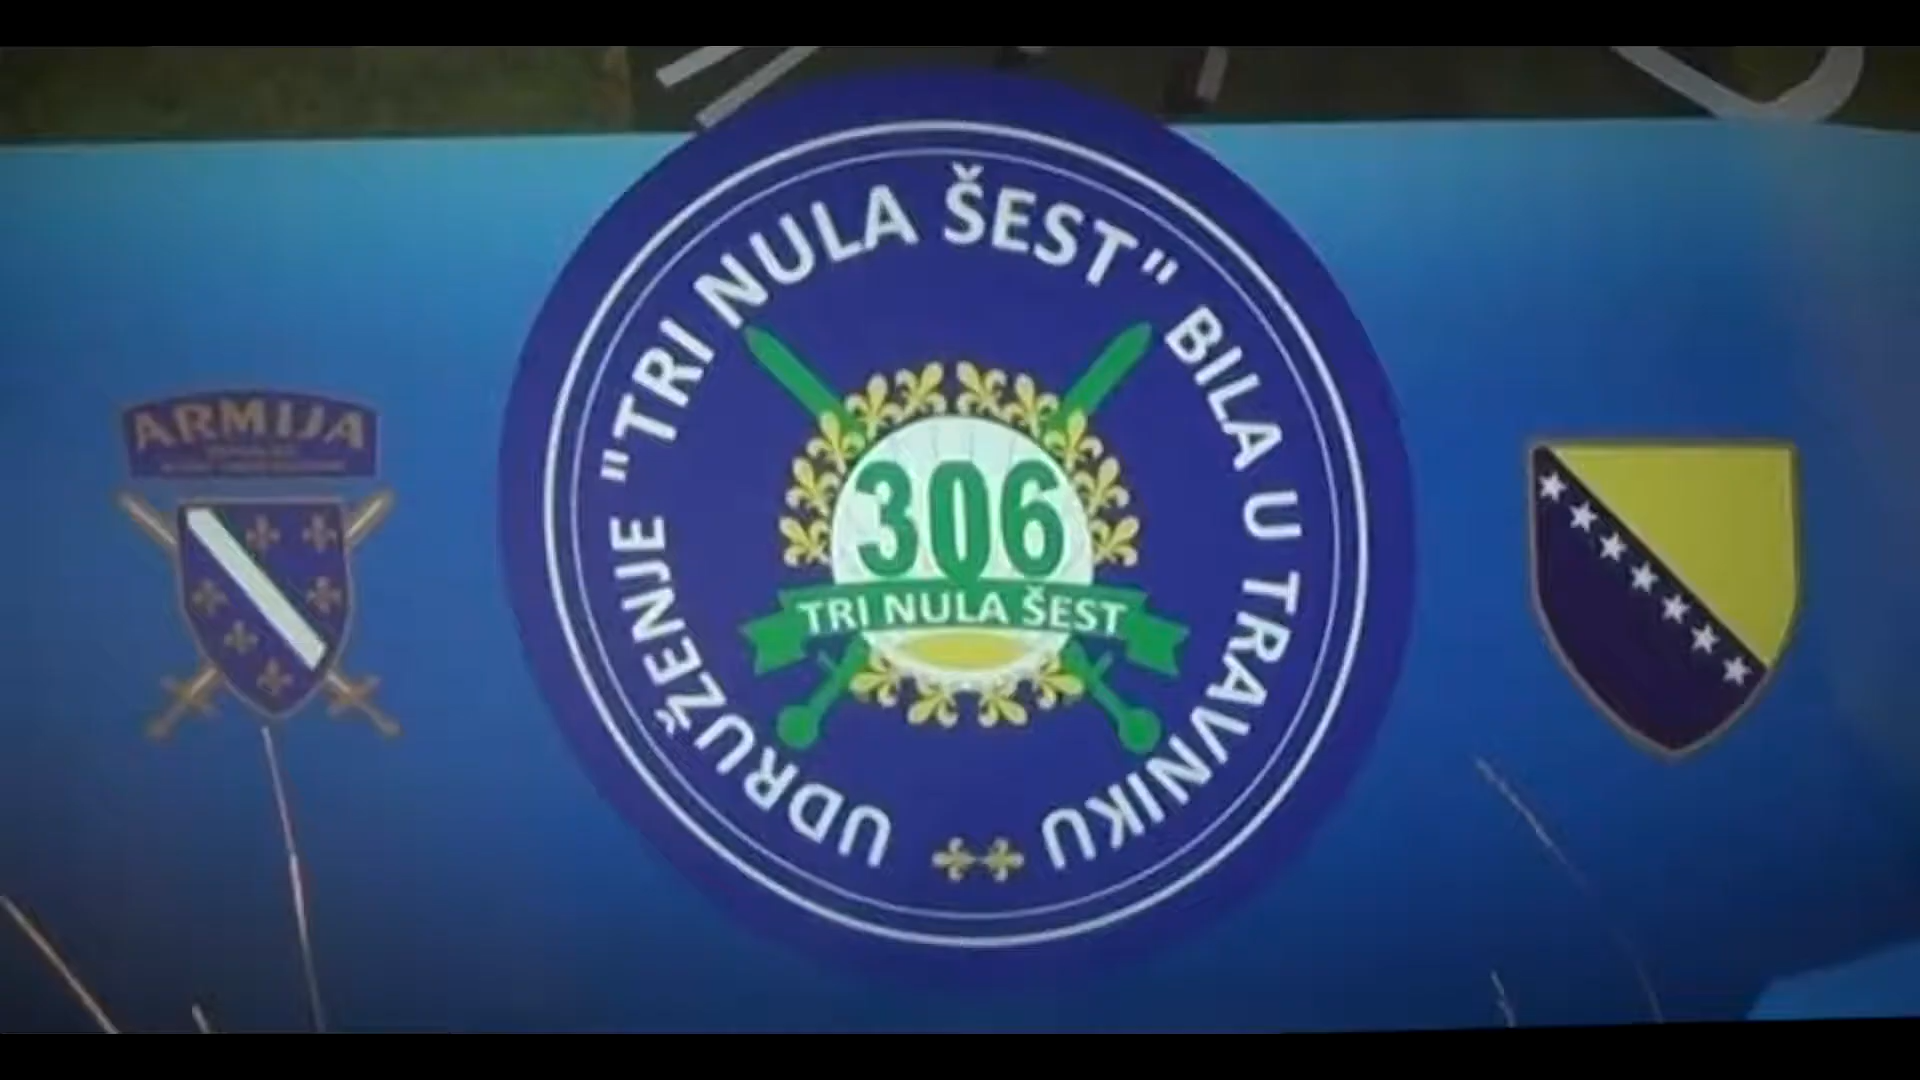 UDRUŽENJE "TRI NULA ŠEST" BILA U TRAVNIKU
306
TRI NULA ŠEST
ARMIJA